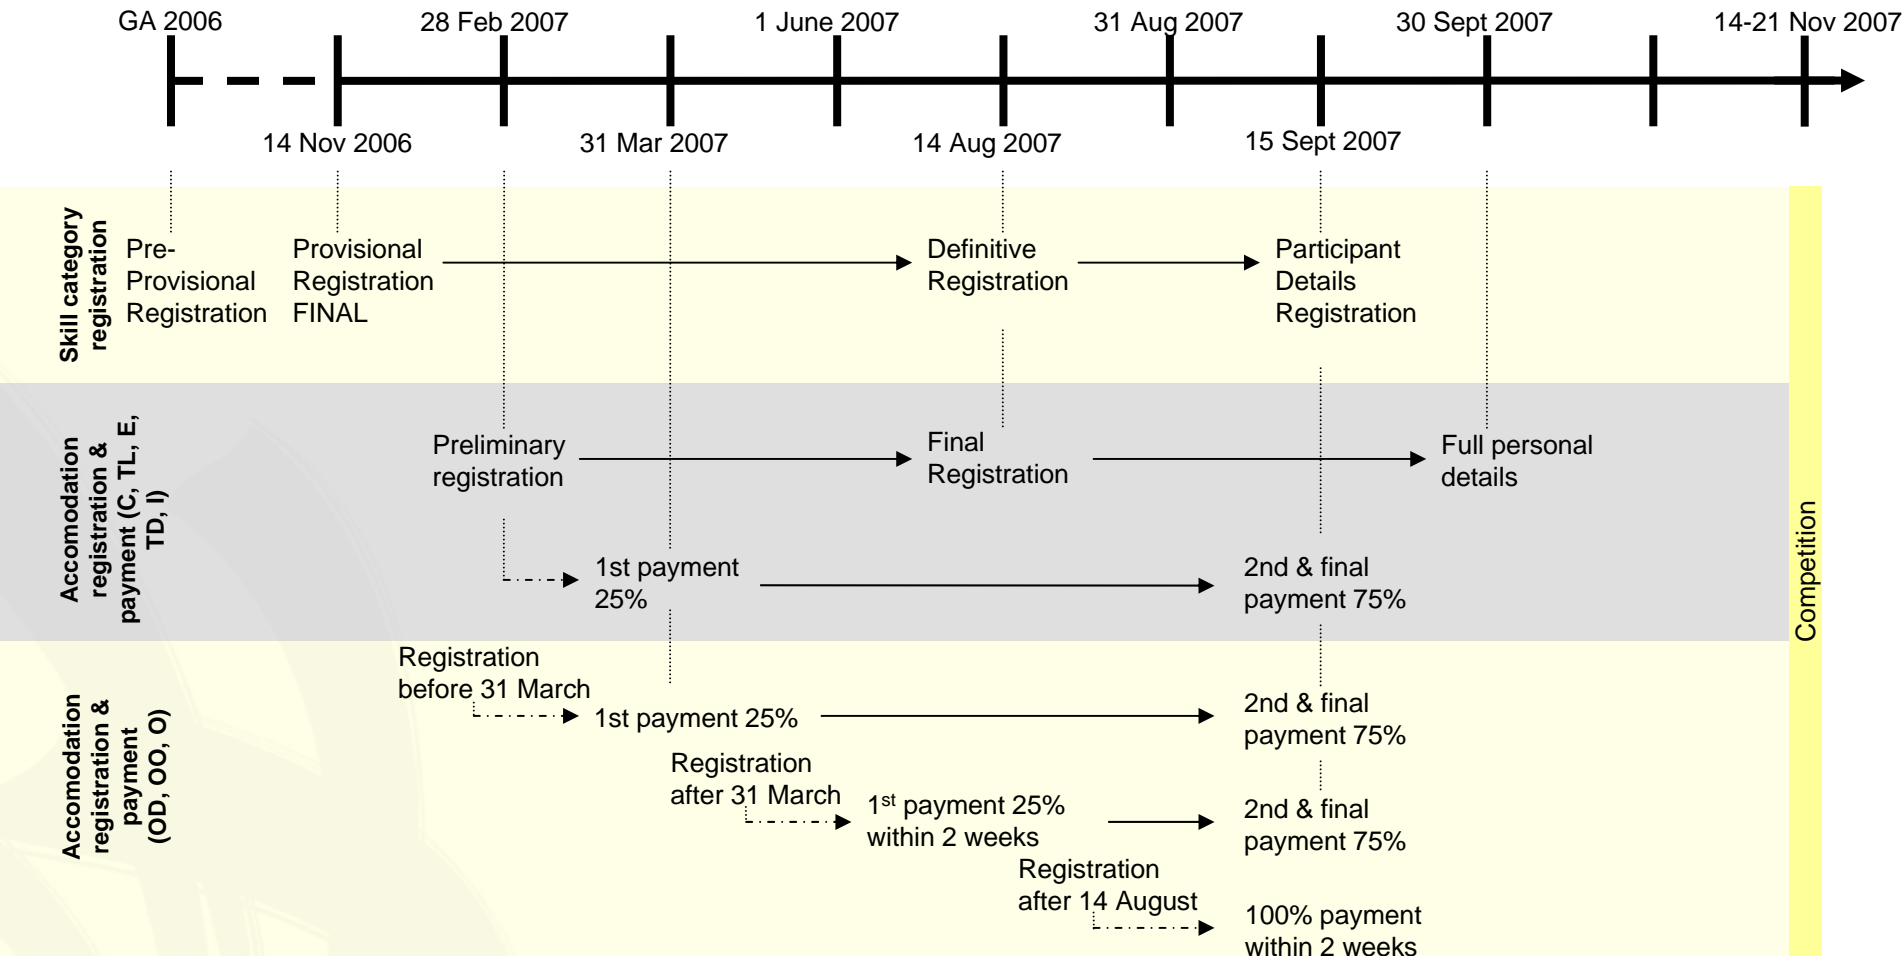 GA 2006
28 Feb 2007
1 June 2007
31 Aug 2007
30 Sept 2007
14-21 Nov 2007
14 Nov 2006
31 Mar 2007
14 Aug 2007
15 Sept 2007
Skill category
registration
Pre-
Provisional
Registration
Provisional
Registration
FINAL
Definitive
Registration
Participant
Details
Registration
Accomodation
registration &
payment (C, TL, E,
TD, I)
Preliminary
registration
Final
Registration
Full personal
details
1st payment
25%
2nd & final
payment 75%
Competition
Accomodation
registration &
payment
(OD, OO, O)
Registration
before 31 March
1st payment 25%
2nd & final
payment 75%
Registration
after 31 March
1st payment 25%
within 2 weeks
2nd & final
payment 75%
Registration
after 14 August
100% payment
within 2 weeks